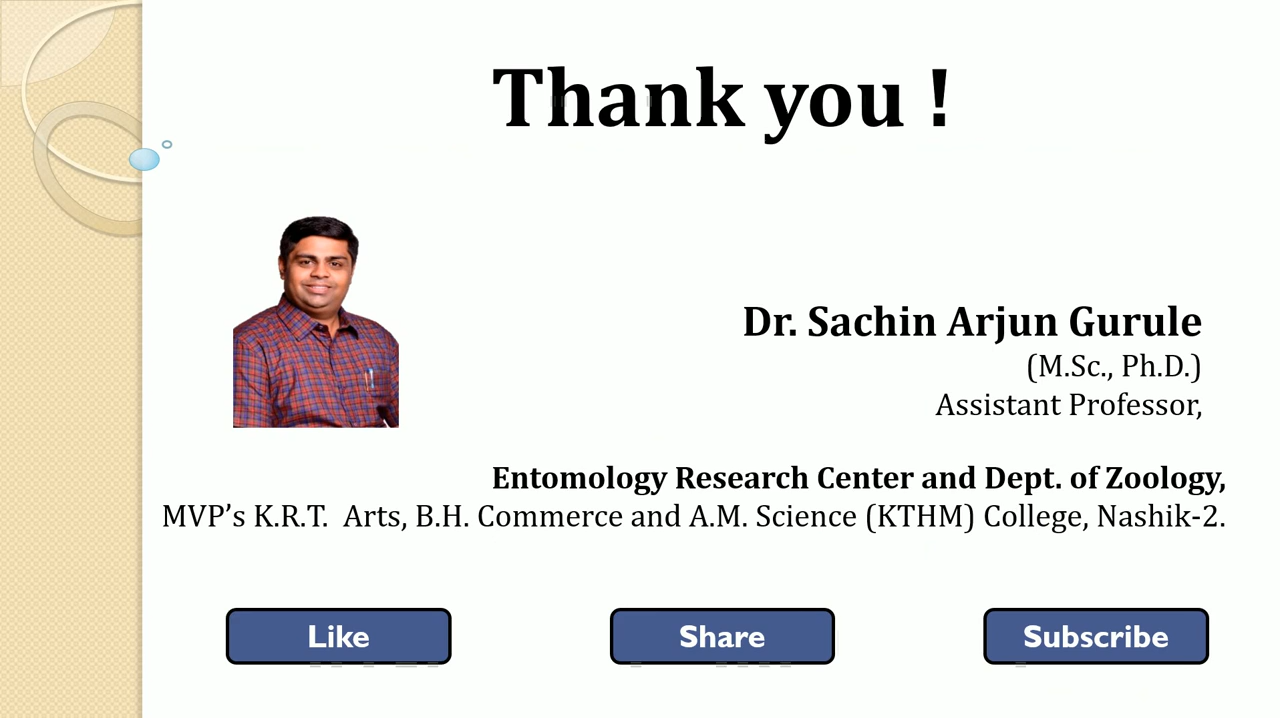 Thank you !
Dr. Sachin Arjun Gurule
(M.Sc., Ph.D.)
Assistant Professor,
Entomology Research Center and Dept. of Zoology,
MVP’s K.R.T.  Arts, B.H. Commerce and A.M. Science (KTHM) College, Nashik-2.
Like
Share
Subscribe